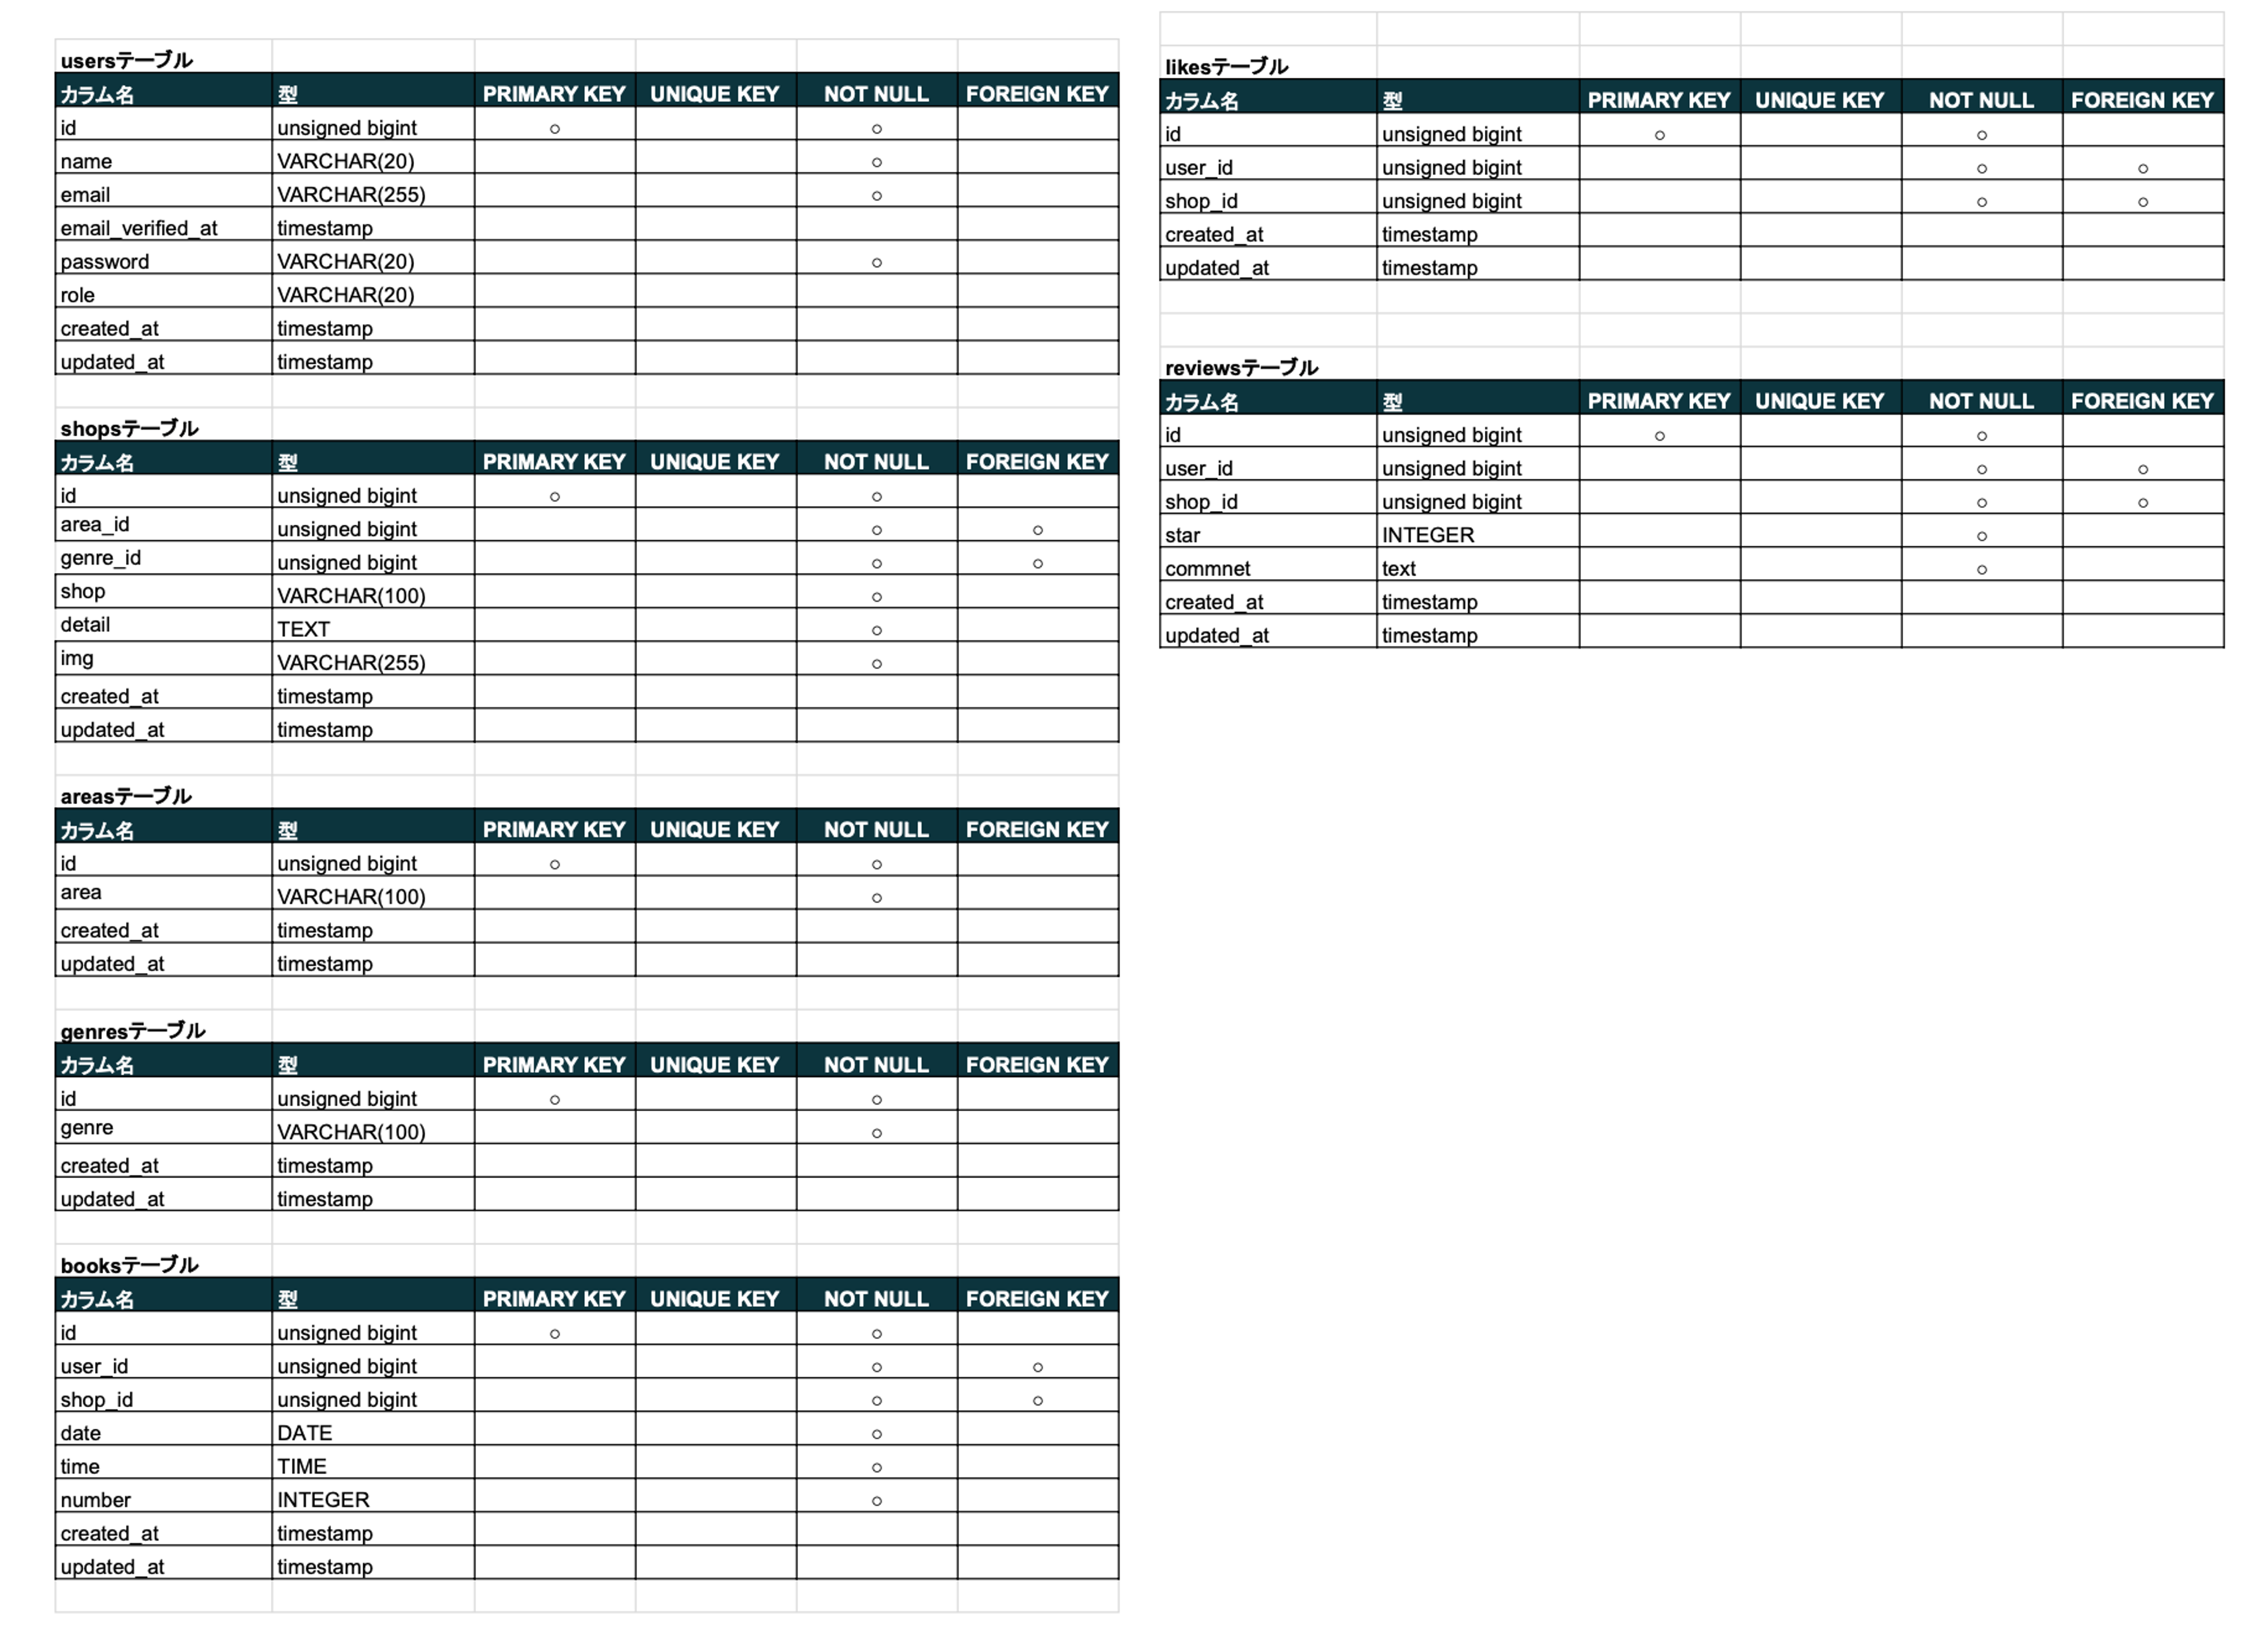 usersテーブル
カラム名 型 PRIMARY KEY UNIQUE KEY NOT NULL FOREIGN KEY
id unsigned bigint ○ ○
name VARCHAR(20) ○
email VARCHAR(255) ○
email_verified_at timestamp
password VARCHAR(20) ○
role VARCHAR(20)
created_at timestamp
updated_at timestamp
shopsテーブル
カラム名 型 PRIMARY KEY UNIQUE KEY NOT NULL FOREIGN KEY
id unsigned bigint ○ ○
area_id unsigned bigint ○ ○
genre_id unsigned bigint ○ ○
shop VARCHAR(100) ○
detail TEXT ○
img VARCHAR(255) ○
created_at timestamp
updated_at timestamp
areasテーブル
カラム名 型 PRIMARY KEY UNIQUE KEY NOT NULL FOREIGN KEY
id unsigned bigint ○ ○
area VARCHAR(100) ○
created_at timestamp
updated_at timestamp
genresテーブル
カラム名 型 PRIMARY KEY UNIQUE KEY NOT NULL FOREIGN KEY
id unsigned bigint ○ ○
genre VARCHAR(100) ○
created_at timestamp
updated_at timestamp
booksテーブル
カラム名 型 PRIMARY KEY UNIQUE KEY NOT NULL FOREIGN KEY
id unsigned bigint ○ ○
user_id unsigned bigint ○ ○
shop_id unsigned bigint ○ ○
date DATE ○
time TIME ○
number INTEGER ○
created_at timestamp
updated_at timestamp
likesテーブル
カラム名 型 PRIMARY KEY UNIQUE KEY NOT NULL FOREIGN KEY
id unsigned bigint ○ ○
user_id unsigned bigint ○ ○
shop_id unsigned bigint ○ ○
created_at timestamp
updated_at timestamp
reviewsテーブル
カラム名 型 PRIMARY KEY UNIQUE KEY NOT NULL FOREIGN KEY
id unsigned bigint ○ ○
user_id unsigned bigint ○ ○
shop_id unsigned bigint ○ ○
star INTEGER ○
commnet text ○
created_at timestamp
updated_at timestamp